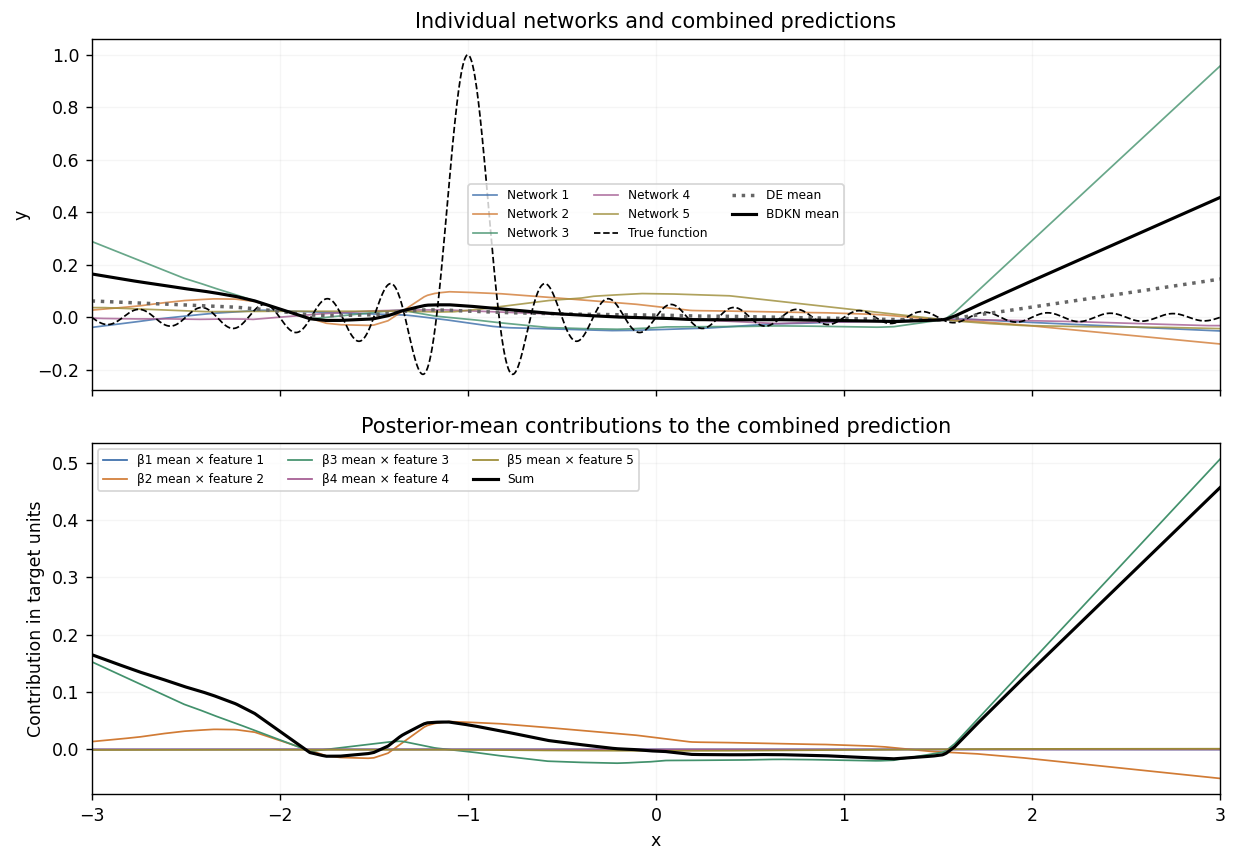 Individual networks and combined predictions
1.0
0.8
0.6
0.4
0.2
0.0
−0.2
y
Network 1
Network 2
Network 3
Network 4
Network 5
True function
DE mean
BDKN mean
Posterior-mean contributions to the combined prediction
0.5
0.4
0.3
0.2
0.1
0.0
Contribution in target units
β1 mean × feature 1
β2 mean × feature 2
β3 mean × feature 3
β4 mean × feature 4
β5 mean × feature 5
Sum
−3 −2 −1 0 1 2 3
x